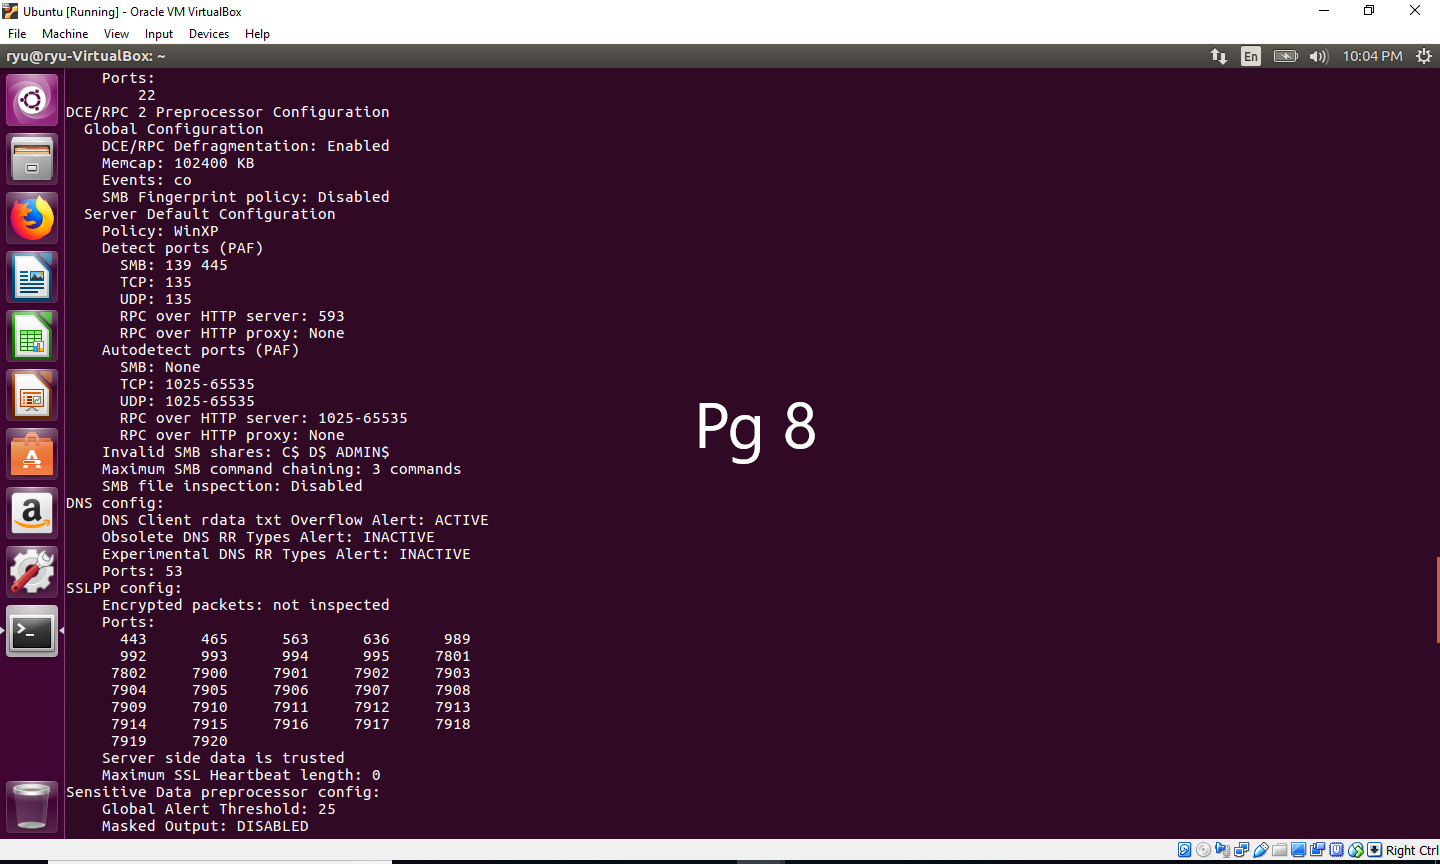 Ubuntu [Running] - Oracle VM VirtualBox
File Machine View Input Devices Help
ryu@ryu-VirtualBox: ~
En
10:04 PM
Ports:
22
DCE/RPC 2 Preprocessor Configuration
Global Configuration
DCE/RPC Defragmentation: Enabled
Memcap: 102400 KB
Events: co
SMB Fingerprint policy: Disabled
Server Default Configuration
Policy: WinXP
Detect ports (PAF)
SMB: 139 445
TCP: 135
UDP: 135
RPC over HTTP server: 593
RPC over HTTP proxy: None
Autodetect ports (PAF)
SMB: None
TCP: 1025-65535
UDP: 1025-65535
RPC over HTTP server: 1025-65535
RPC over HTTP proxy: None
Invalid SMB shares: C$ D$ ADMIN$
Maximum SMB command chaining: 3 commands
SMB file inspection: Disabled
DNS config:
DNS Client rdata txt Overflow Alert: ACTIVE
Obsolete DNS RR Types Alert: INACTIVE
Experimental DNS RR Types Alert: INACTIVE
Ports: 53
SSLPP config:
Encrypted packets: not inspected
Ports:
443 465 563 636 989
992 993 994 995 7801
7802 7900 7901 7902 7903
7904 7905 7906 7907 7908
7909 7910 7911 7912 7913
7914 7915 7916 7917 7918
7919 7920
Server side data is trusted
Maximum SSL Heartbeat length: 0
Sensitive Data preprocessor config:
Global Alert Threshold: 25
Masked Output: DISABLED
Pg 8
Right Ctrl